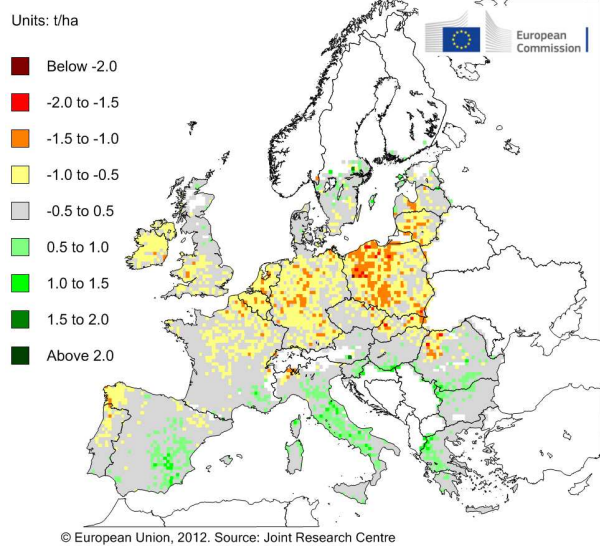 Units: t/ha
European
Commission
Below -2.0
-2.0 to -1.5
-1.5 to -1.0
-1.0 to -0.5
-0.5 to 0.5
0.5 to 1.0
1.0 to 1.5
1.5 to 2.0
Above 2.0
© European Union, 2012. Source: Joint Research Centre